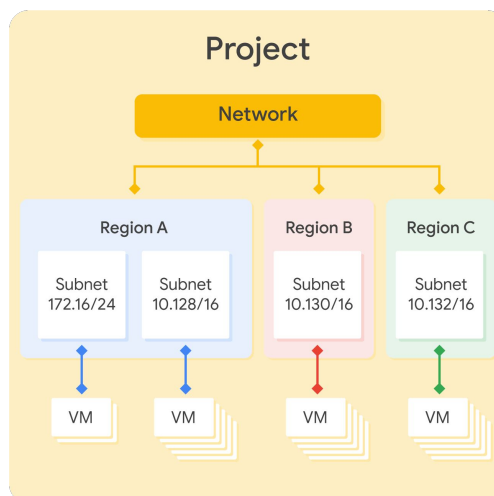 Project
Network
Region A
Region B
Region C
Subnet
172.16/24
Subnet
10.128/16
Subnet
10.130/16
Subnet
10.132/16
VM
VM
VM
VM